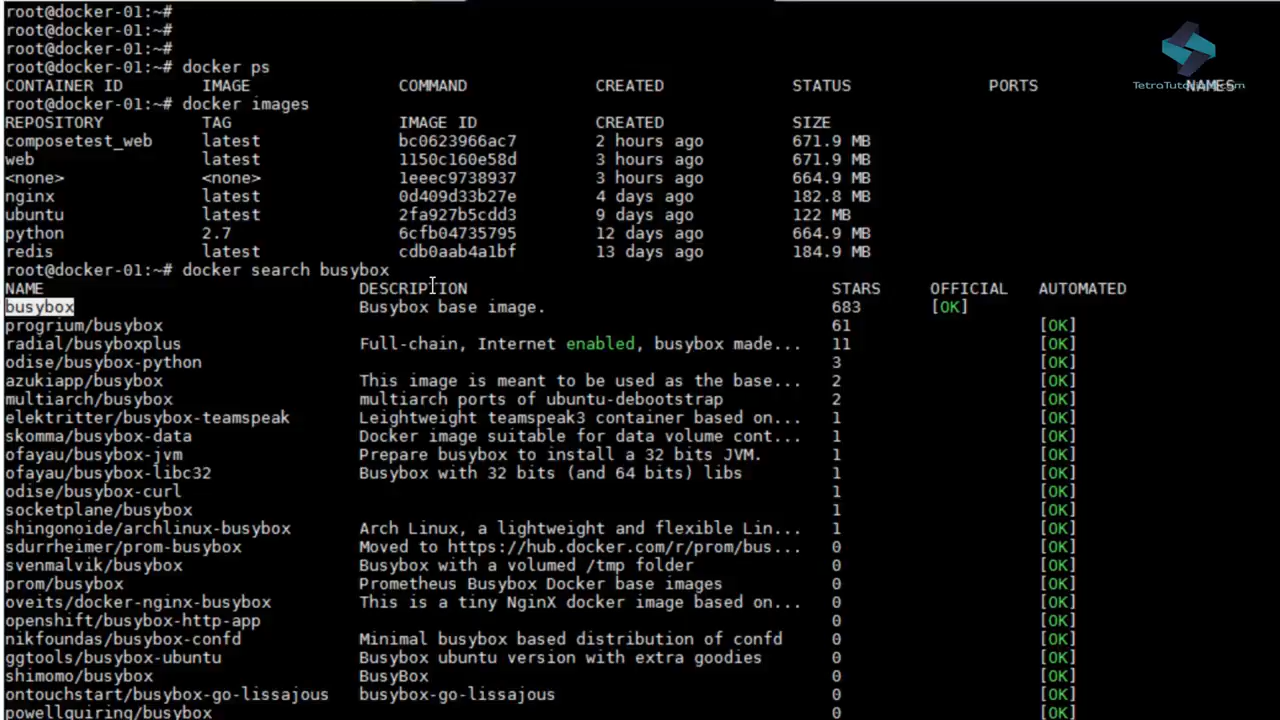 root@docker-01:~#
root@docker-01:~#
root@docker-01:~#
root@docker-01:~# docker ps
CONTAINER ID IMAGE COMMAND CREATED STATUS PORTS NAMES
root@docker-01:~# docker images
REPOSITORY TAG IMAGE ID CREATED SIZE
composetest_web latest bc0623966ac7 2 hours ago 671.9 MB
web latest 1150c160e58d 3 hours ago 671.9 MB
<none> <none> 1eeec9738937 3 hours ago 664.9 MB
nginx latest 0d409d33b27e 4 days ago 182.8 MB
ubuntu latest 2fa927b5cdd3 9 days ago 122 MB
python 2.7 6cfb04735795 12 days ago 664.9 MB
redis latest cdb0aab4a1bf 13 days ago 184.9 MB
root@docker-01:~# docker search busybox
NAME DESCRIPTION STARS OFFICIAL AUTOMATED
busybox Busybox base image. 683 [OK]
progrium/busybox 61 [OK]
radial/busyboxplus Full-chain, Internet enabled, busybox made... 11 [OK]
odise/busybox-python 3 [OK]
azukiapp/busybox This image is meant to be used as the base... 2 [OK]
multiarch/busybox multiarch ports of ubuntu-debootstrap 2 [OK]
elektritter/busybox-teamspeak Leightweight teamspeak3 container based on... 1 [OK]
skomma/busybox-data Docker image suitable for data volume cont... 1 [OK]
ofayau/busybox-jvm Prepare busybox to install a 32 bits JVM. 1 [OK]
ofayau/busybox-libc32 Busybox with 32 bits (and 64 bits) libs 1 [OK]
odise/busybox-curl 1 [OK]
socketplane/busybox 1 [OK]
shingonoide/archlinux-busybox Arch Linux, a lightweight and flexible Lin... 1 [OK]
sdurrheimer/prom-busybox Moved to https://hub.docker.com/r/prom/bus... 0 [OK]
svenmalvik/busybox Busybox with a volumed /tmp folder 0 [OK]
prom/busybox Prometheus Busybox Docker base images 0 [OK]
oveits/docker-nginx-busybox This is a tiny NginX docker image based on... 0 [OK]
openshift/busybox-http-app 0 [OK]
nikfoundas/busybox-confd Minimal busybox based distribution of confd 0 [OK]
ggtools/busybox-ubuntu Busybox ubuntu version with extra goodies 0 [OK]
shimomo/busybox BusyBox 0 [OK]
ontouchstart/busybox-go-lissajous busybox-go-lissajous 0 [OK]
powellquiring/busybox 0 [OK]